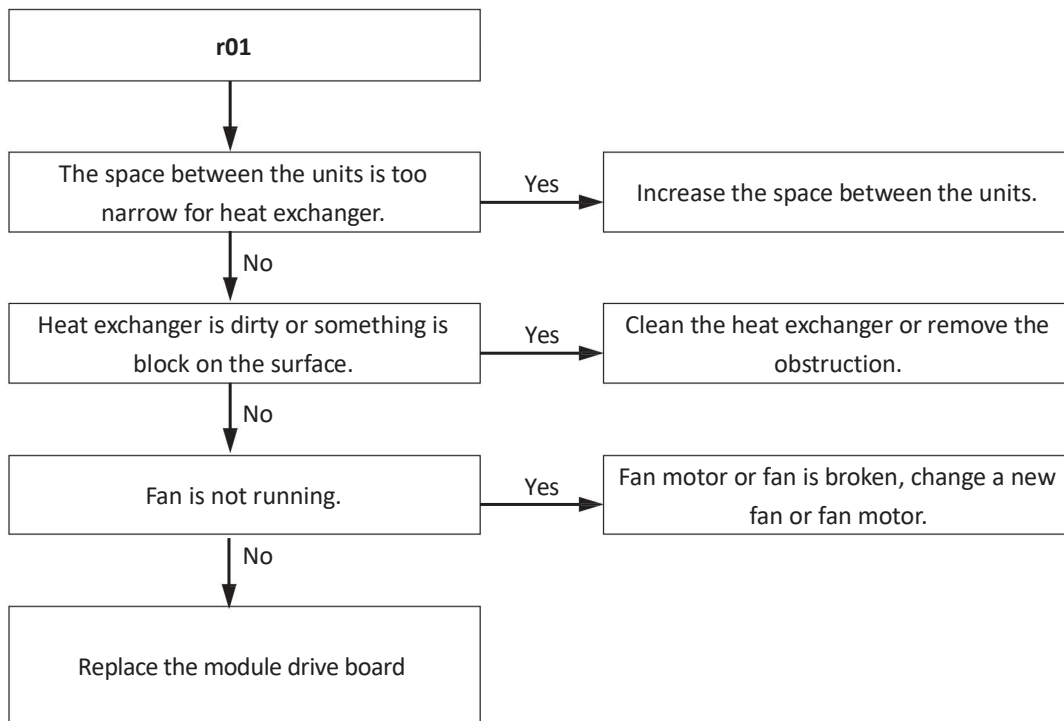 r01
The space between the units is too
narrow for heat exchanger.
Yes
Increase the space between the units.
No
Heat exchanger is dirty or something is
block on the surface.
Yes
Clean the heat exchanger or remove the
obstruction.
No
Fan is not running.
Yes
Fan motor or fan is broken, change a new
fan or fan motor.
No
Replace the module drive board